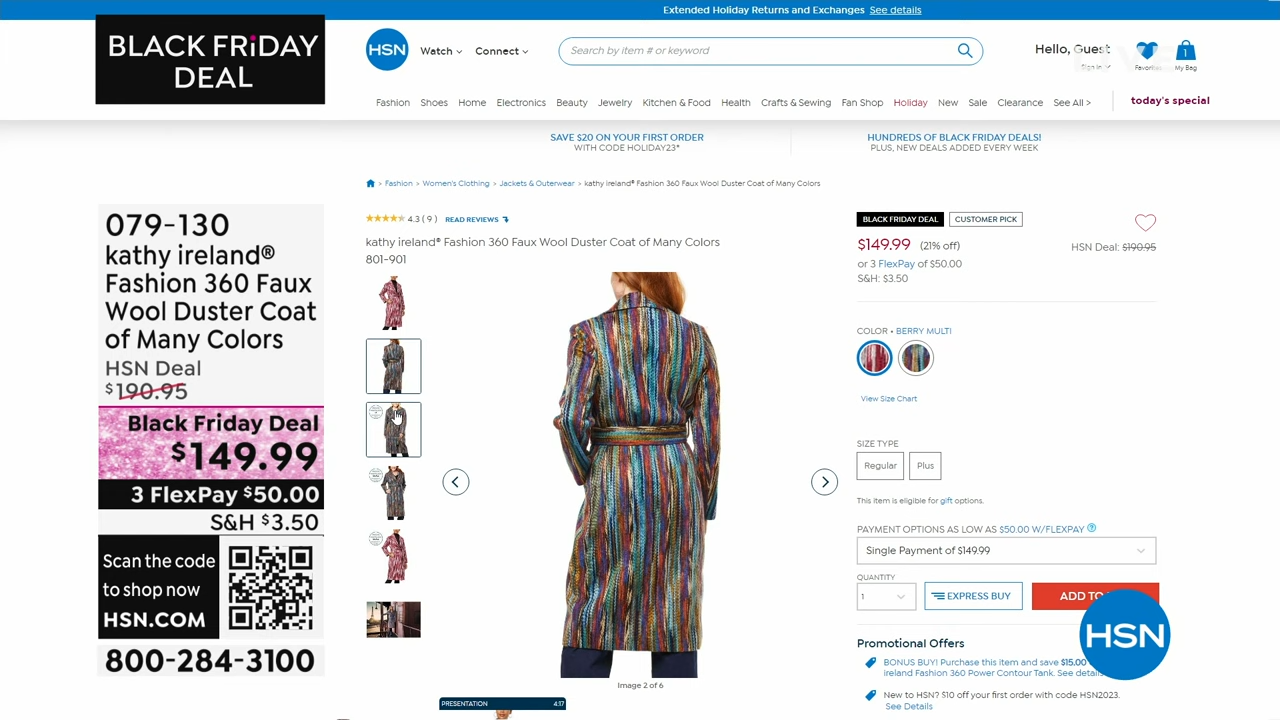 Extended Holiday Returns and Exchanges See details
BLACK FRiDAY
DEAL
HSN
Watch
Connect
Search by item # or keyword
Hello, Guest
Sign In
Favorites
1
My Bag
Fashion Shoes Home Electronics Beauty Jewelry Kitchen & Food Health Crafts & Sewing Fan Shop Holiday New Sale Clearance See All >
today's special
SAVE $20 ON YOUR FIRST ORDER
WITH CODE HOLIDAY23*
HUNDREDS OF BLACK FRIDAY DEALS!
PLUS, NEW DEALS ADDED EVERY WEEK
> Fashion > Women's Clothing > Jackets & Outerwear > kathy ireland® Fashion 360 Faux Wool Duster Coat of Many Colors
079-130
kathy ireland®
Fashion 360 Faux
Wool Duster Coat
of Many Colors
HSN Deal
$190.95
Black Friday Deal
$149.99
3 FlexPay $50.00
S&H $3.50
Scan the code
to shop now
HSN.COM
800-284-3100
4.3 ( 9 ) READ REVIEWS
kathy ireland® Fashion 360 Faux Wool Duster Coat of Many Colors
801-901
Image 2 of 6
PRESENTATION 4:17
BLACK FRIDAY DEAL
CUSTOMER PICK
$149.99 (21% off)
HSN Deal: $190.95
or 3 FlexPay of $50.00
S&H: $3.50
COLOR • BERRY MULTI
View Size Chart
SIZE TYPE
Regular
Plus
This item is eligible for gift options.
PAYMENT OPTIONS AS LOW AS $50.00 W/FLEXPAY
Single Payment of $149.99
QUANTITY
1
EXPRESS BUY
ADD TO
HSN
Promotional Offers
BONUS BUY! Purchase this item and save $15.00
ireland Fashion 360 Power Contour Tank. See details
New to HSN? $10 off your first order with code HSN2023.
See Details